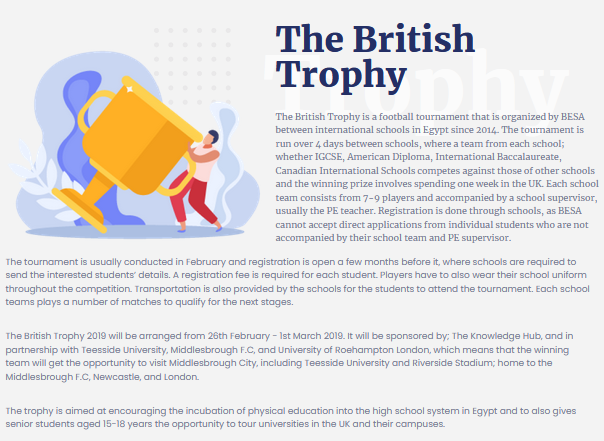 The British
Trophy
Trophy
The British Trophy is a football tournament that is organized by BESA
between international schools in Egypt since 2014. The tournament is
run over 4 days between schools, where a team from each school;
whether IGCSE, American Diploma, International Baccalaureate,
Canadian International Schools competes against those of other schools
and the winning prize involves spending one week in the UK. Each school
team consists from 7-9 players and accompanied by a school supervisor,
usually the PE teacher. Registration is done through schools, as BESA
cannot accept direct applications from individual students who are not
accompanied by their school team and PE supervisor.
The tournament is usually conducted in February and registration is open a few months before it, where schools are required to
send the interested students' details. A registration fee is required for each student. Players have to also wear their school uniform
throughout the competition. Transportation is also provided by the schools for the students to attend the tournament. Each school
teams plays a number of matches to qualify for the next stages.
The British Trophy 2019 will be arranged from 26th February - 1st March 2019. It will be sponsored by; The Knowledge Hub, and in
partnership with Teesside University, Middlesbrough F.C, and University of Roehampton London, which means that the winning
team will get the opportunity to visit Middlesbrough City, including Teesside University and Riverside Stadium; home to the
Middlesbrough F.C, Newcastle, and London.
The trophy is aimed at encouraging the incubation of physical education into the high school system in Egypt and to also gives
senior students aged 15-18 years the opportunity to tour universities in the UK and their campuses.